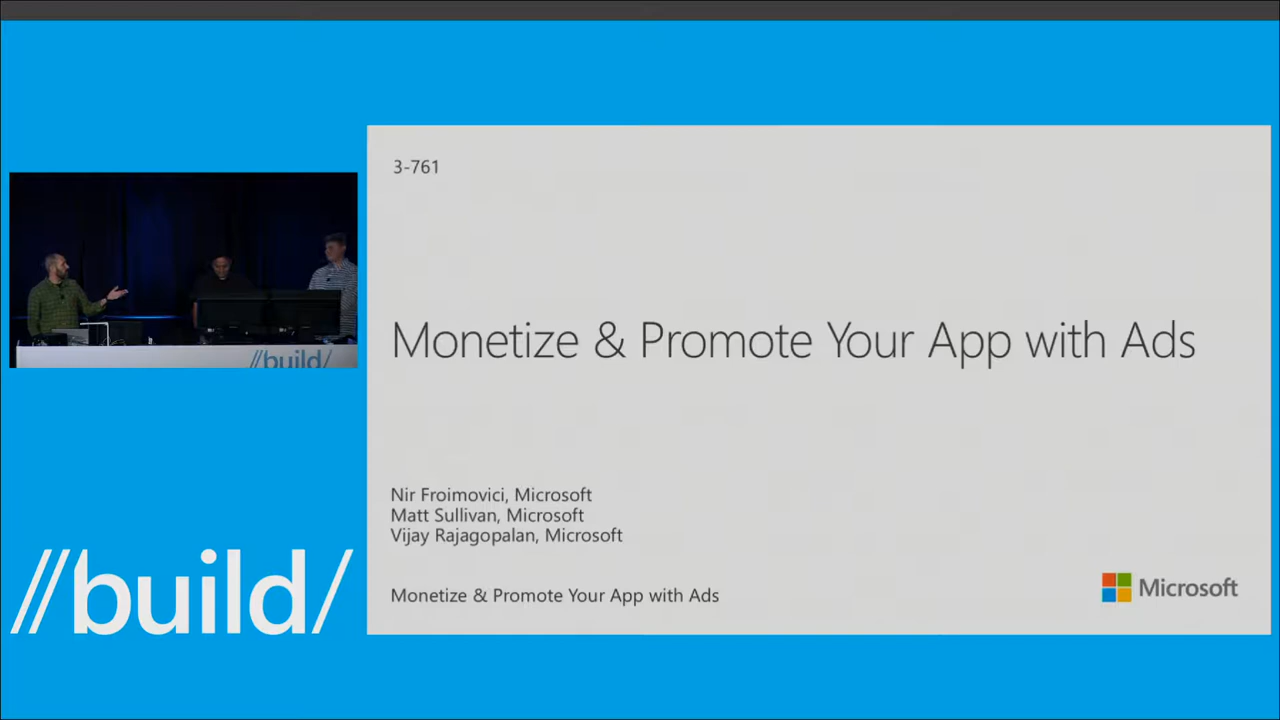 3-761
Monetize & Promote Your App with Ads
//build/
Nir Froimovici, Microsoft
Matt Sullivan, Microsoft
Vijay Rajagopalan, Microsoft
//build/
Monetize & Promote Your App with Ads
Microsoft